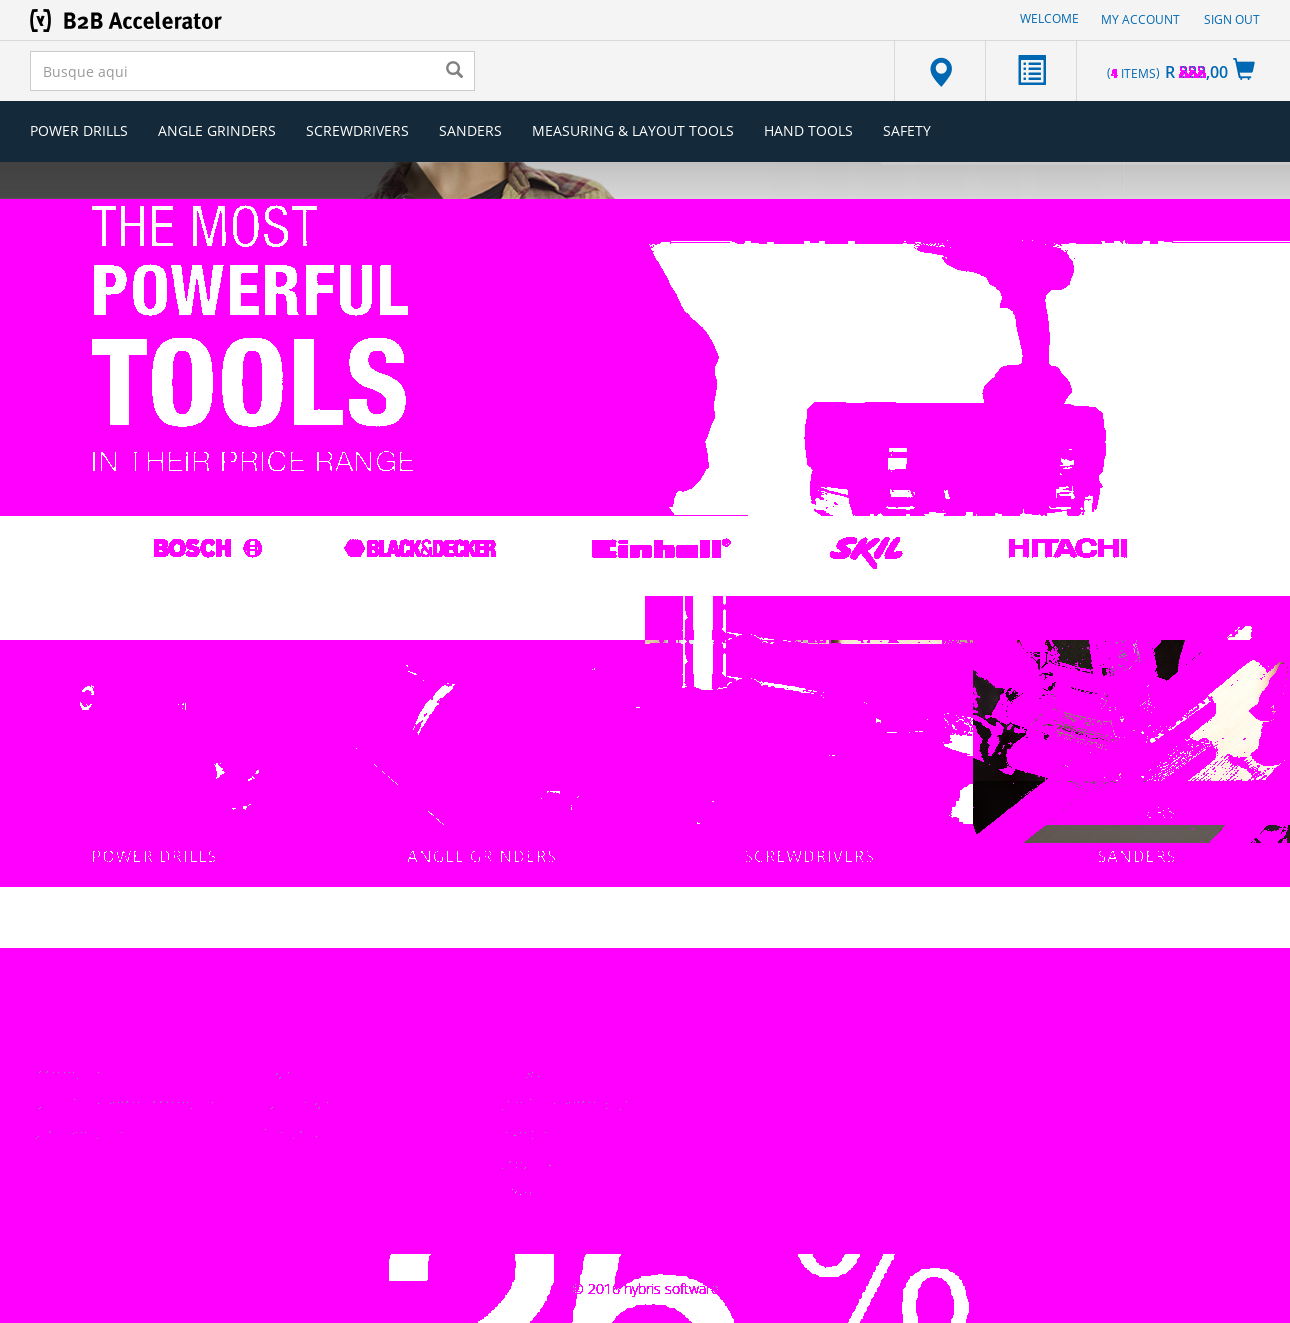 B2B Accelerator
WELCOME MY ACCOUNT SIGN OUT
Busque aqui
ITEMS) R ,00
POWER DRILLS ANGLE GRINDERS SCREWDRIVERS SANDERS MEASURING & LAYOUT TOOLS HAND TOOLS SAFETY
THE MOST
POWERFUL
TOOLS
IN THEIR PRICE RANGE
BOSCH BLACK&DECKER Einhell SKIL HITACHI
POWER DRILLS ANGLE GRINDERS SCREWDRIVERS SANDERS
© 2016 hybris software